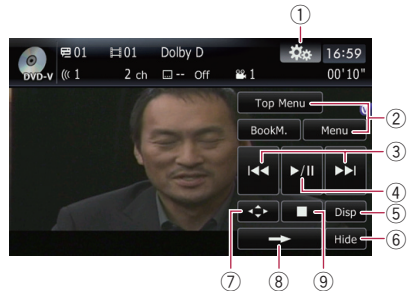 ①
01 01 Dolby D 16:59
DVD-V 1 2 ch -- Off 1 00'10"
Top Menu
②
BookM. Menu
③
④
Disp ⑤
Hide ⑥
⑦ ⑧ ⑨